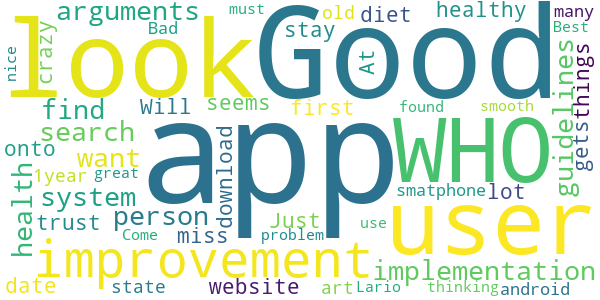 arguments
must
old
diet
healthy
many
nice
crazy
look
Bad
Good
stay
At
Best
things
find
Will
seems
first
found
smooth
guidelines
search
app
WHO
gets
onto
want
download
1year
great
system
smatphone
lot
health
trust
person
Just
use
user
Come
miss
problem
improvement
implementation
date
state
website
art
Lario
thinking
android